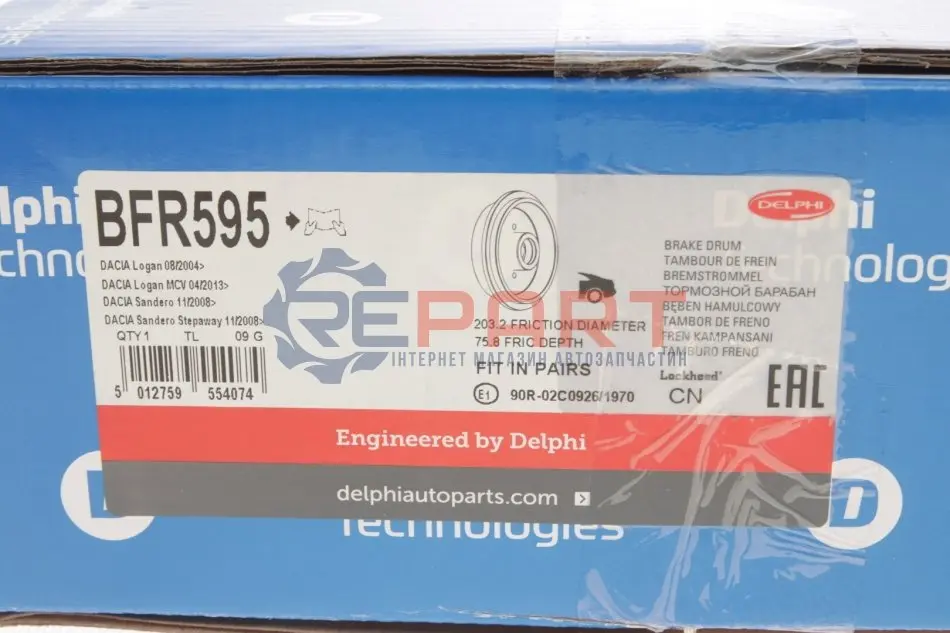 BFR595
DELPHI
DACIA Logan 08/2004>
DACIA Logan MCV 04/2013>
DACIA Sandero 11/2008>
DACIA Sandero Stepaway 11/2008>
QTY 1 TL 09 G
5 012759 554074
203.2 FRICTION DIAMETER
75.8 FRIC DEPTH
FIT IN PAIRS
E1 90R-02C0926/1970
BRAKE DRUM
TAMBOUR DE FREIN
BREMSTROMMEL
ТОРМОЗНОЙ БАРАБАН
BĘBEN HAMULCOWY
TAMBOR DE FRENO
FREN KAMPANSANI
TAMBURO FRENO
Lockheed
CN
EAC
REPART
ІНТЕРНЕТ МАГАЗИН АВТОЗАПЧАСТИН
Engineered by Delphi
delphiautoparts.com
lphi
echn
Delphi
Technolog
D
D
Technologies